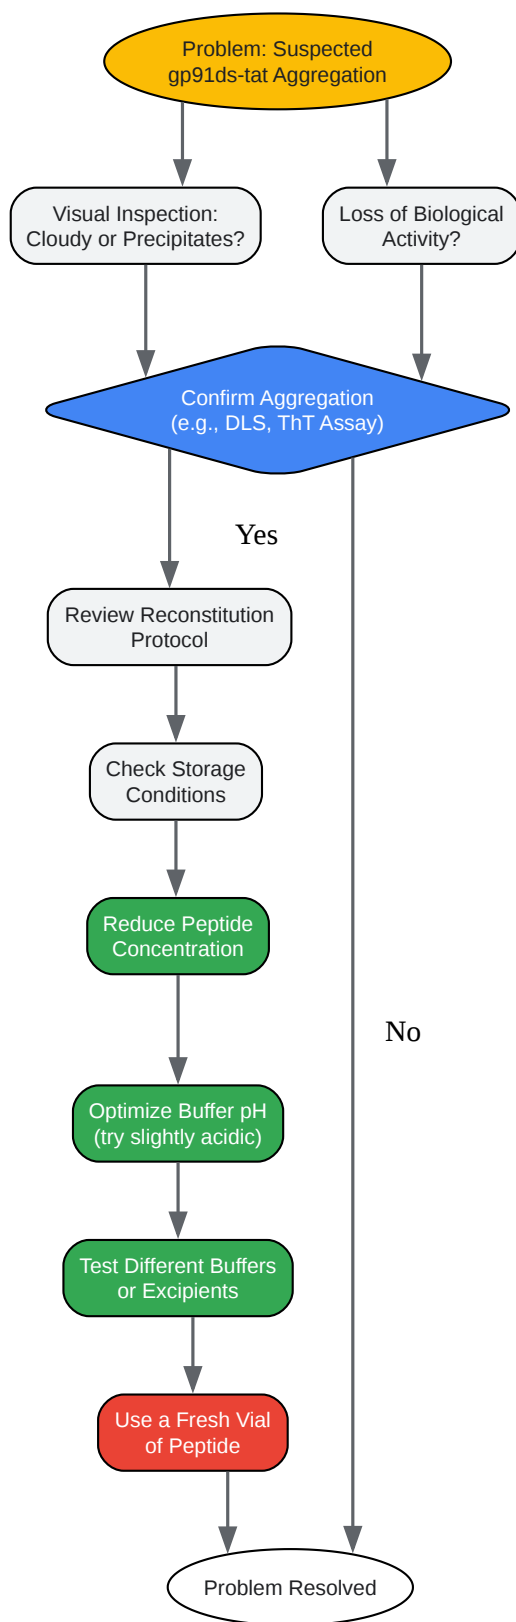 Problem: Suspected
gp91ds-tat Aggregation
Visual Inspection:
Cloudy or Precipitates?
Loss of Biological
Activity?
Confirm Aggregation
(e.g., DLS, ThT Assay)
Yes
Review Reconstitution
Protocol
Check Storage
Conditions
Reduce Peptide
Concentration
No
Optimize Buffer pH
(try slightly acidic)
Test Different Buffers
or Excipients
Use a Fresh Vial
of Peptide
Problem Resolved